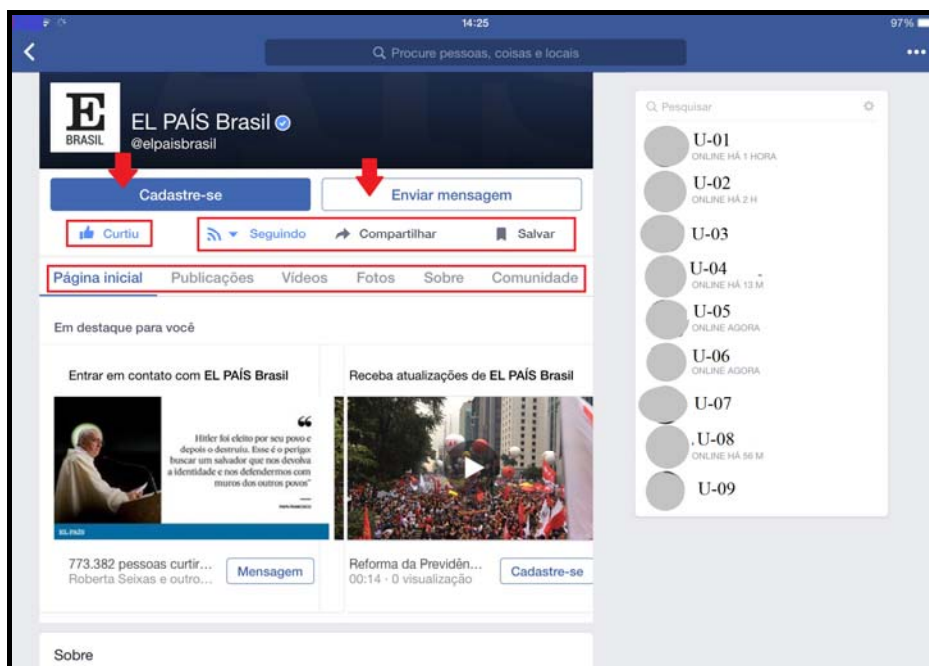 14:25
97%
Procure pessoas, coisas e locais
E
BRASIL
EL PAÍS Brasil
@elpaisbrasil
Cadastre-se
Enviar mensagem
Curtiu
Seguindo
Compartilhar
Salvar
Página inicial Publicações Vídeos Fotos Sobre Comunidade
Em destaque para você
Entrar em contato com EL PAÍS Brasil
“
Hitler foi eleito por seu povo e
depois o destruiu. Esse é o perigo:
buscar um salvador que nos devolva
a identidade e nos defendermos com
muros dos outros povos”
PAPA FRANCISCO
EL PAÍS
773.382 pessoas curtir...
Roberta Seixas e outro...
Mensagem
Receba atualizações de EL PAÍS Brasil
Reforma da Previdên...
00:14 · 0 visualização
Cadastre-se
Sobre
Pesquisar
U-01
ONLINE HÁ 1 HORA
U-02
ONLINE HÁ 2 H
U-03
U-04
ONLINE HÁ 13 M
U-05
ONLINE AGORA
U-06
ONLINE AGORA
U-07
U-08
ONLINE HÁ 56 M
U-09